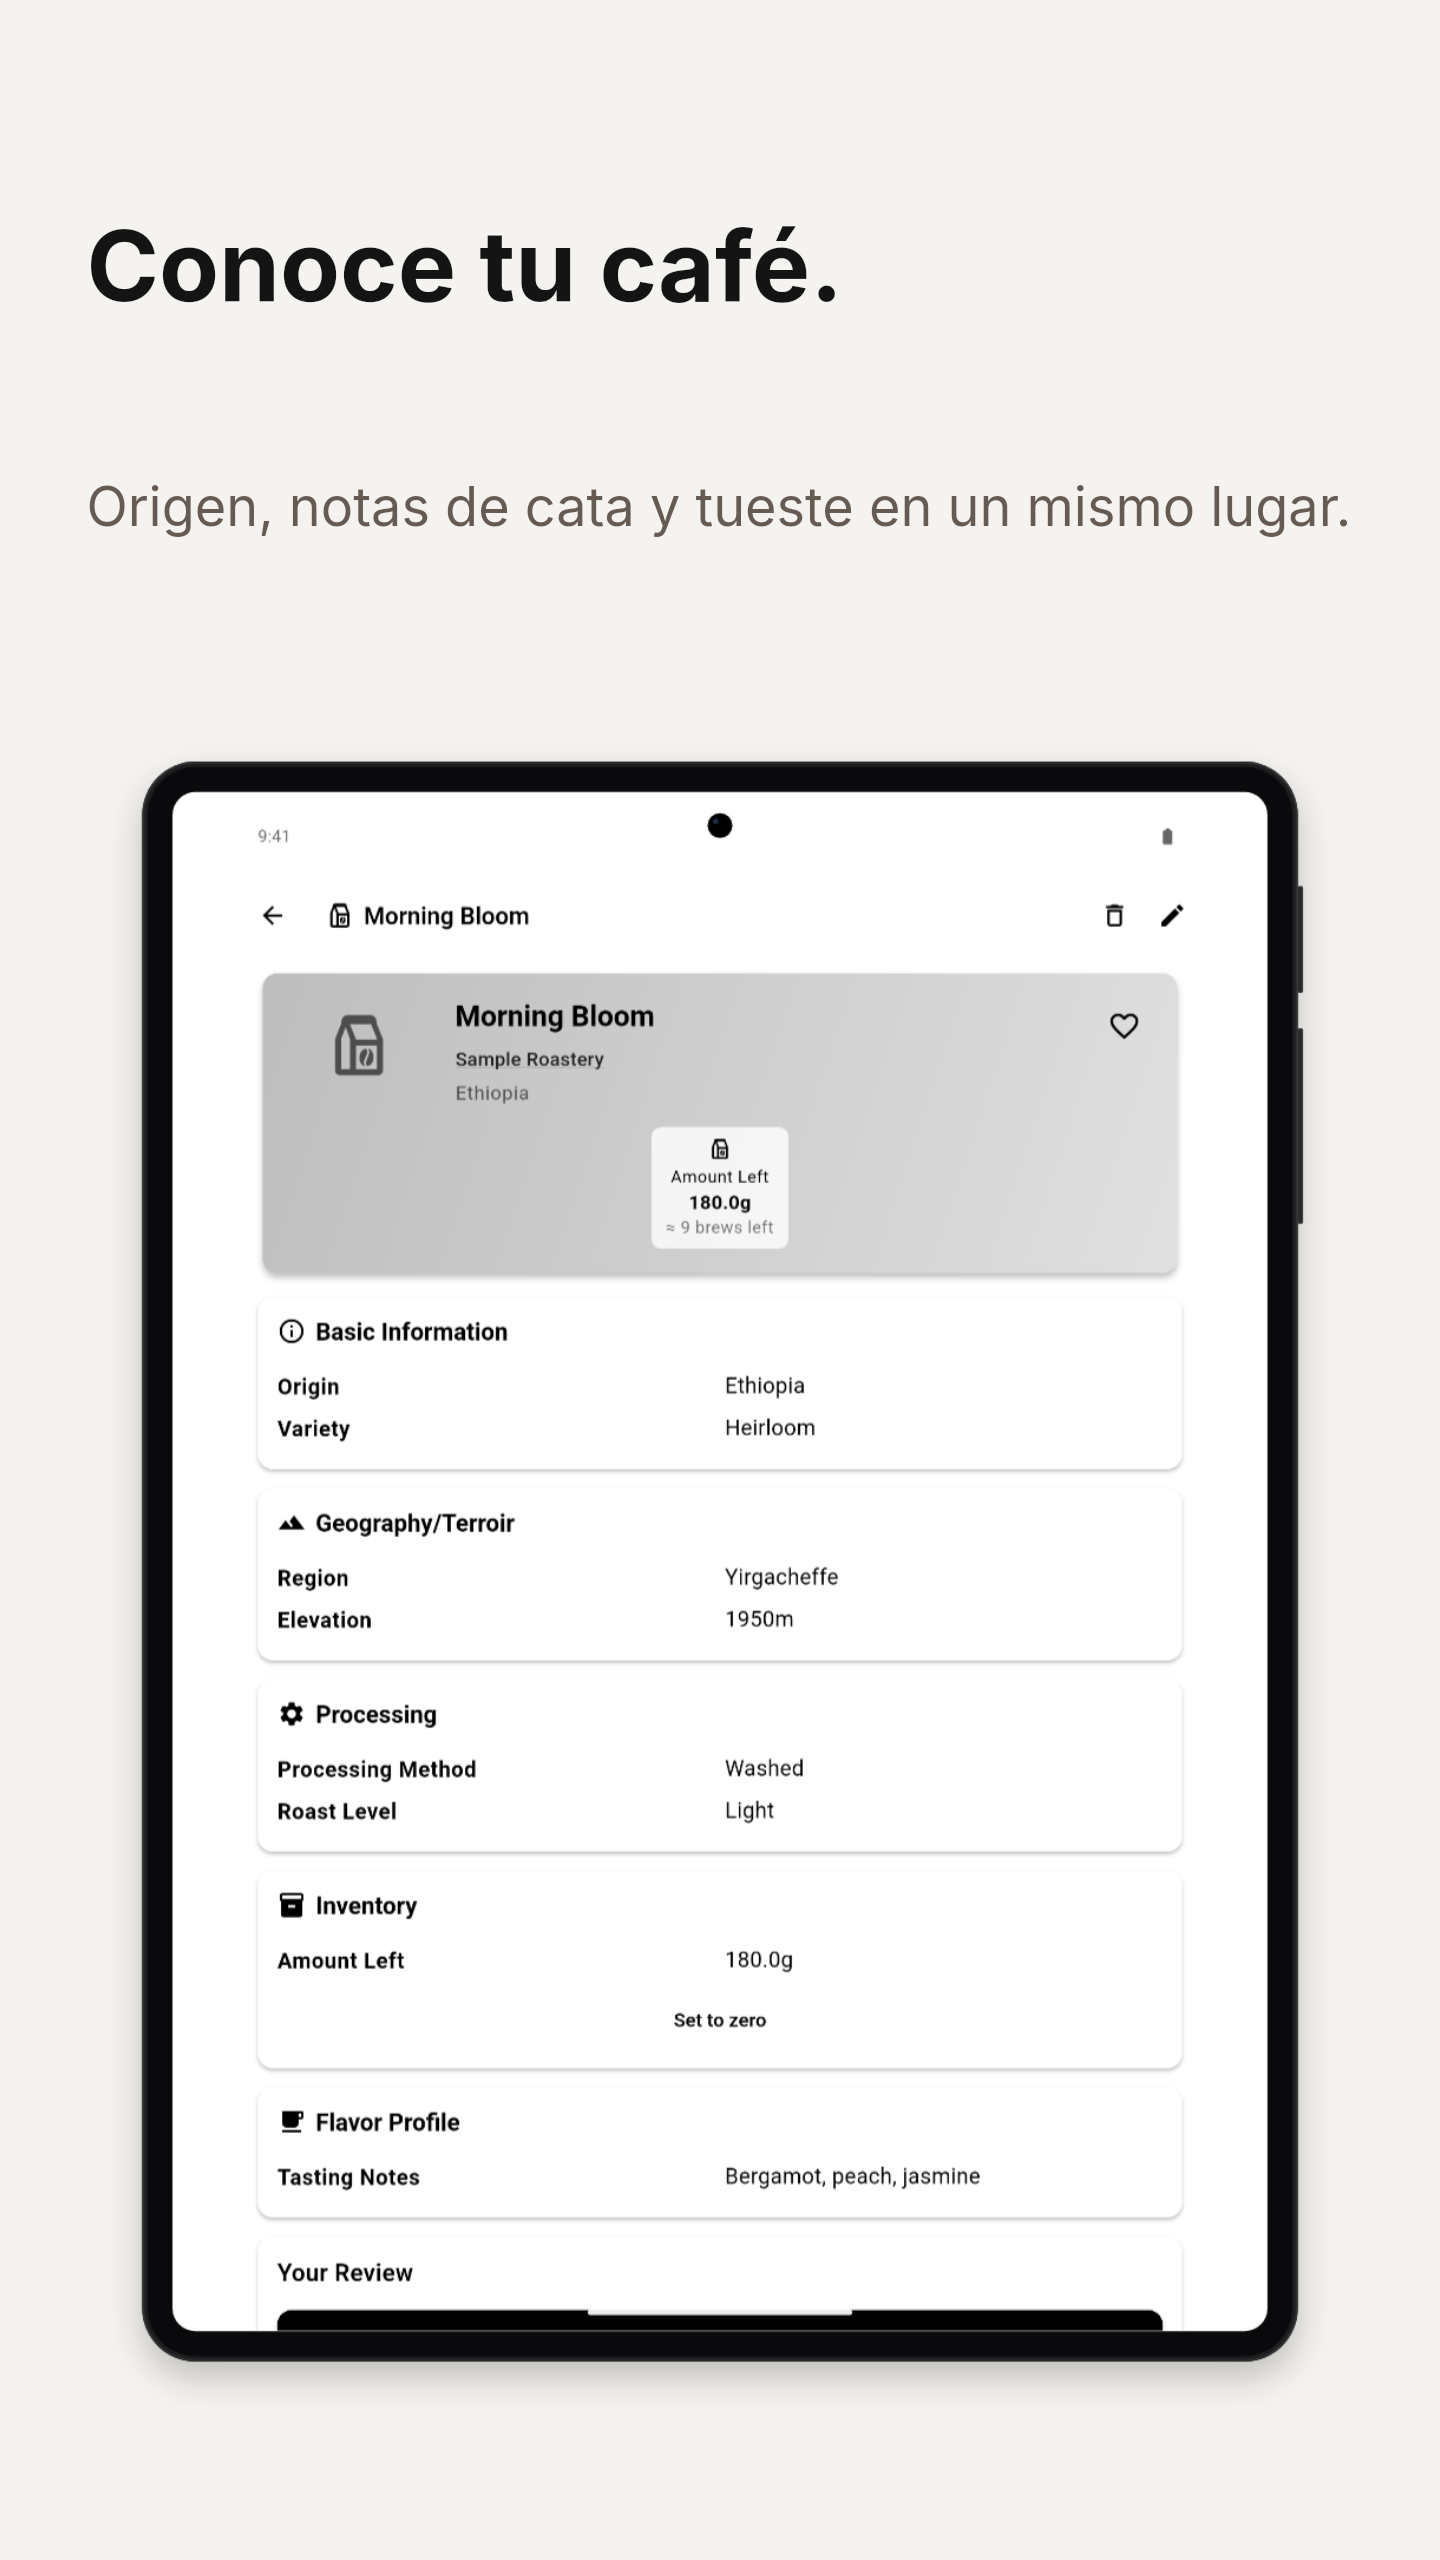 Conoce tu café.
Origen, notas de cata y tueste en un mismo lugar.
9:41
Morning Bloom
Morning Bloom
Sample Roastery
Ethiopia
Amount Left
180.0g
≈ 9 brews left
Basic Information
Origin Ethiopia
Variety Heirloom
Geography/Terroir
Region Yirgacheffe
Elevation 1950m
Processing
Processing Method Washed
Roast Level Light
Inventory
Amount Left 180.0g
Set to zero
Flavor Profile
Tasting Notes Bergamot, peach, jasmine
Your Review